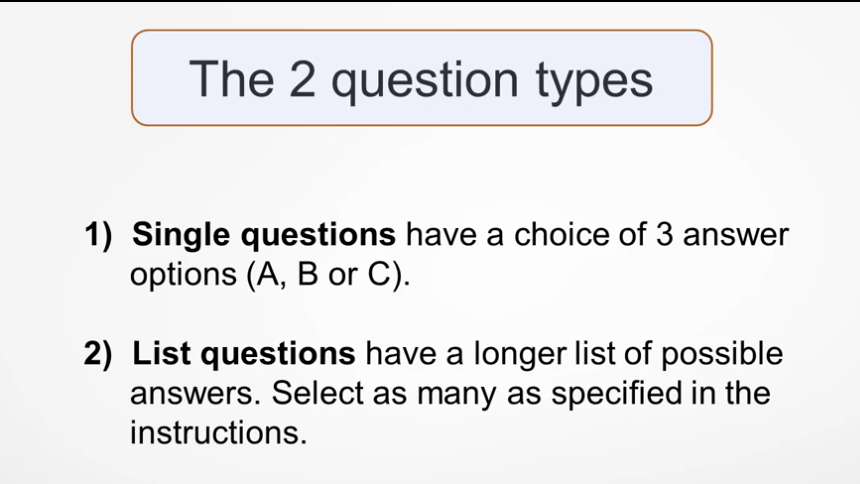 The 2 question types
1) Single questions have a choice of 3 answer
options (A, B or C).
2) List questions have a longer list of possible
answers. Select as many as specified in the
instructions.